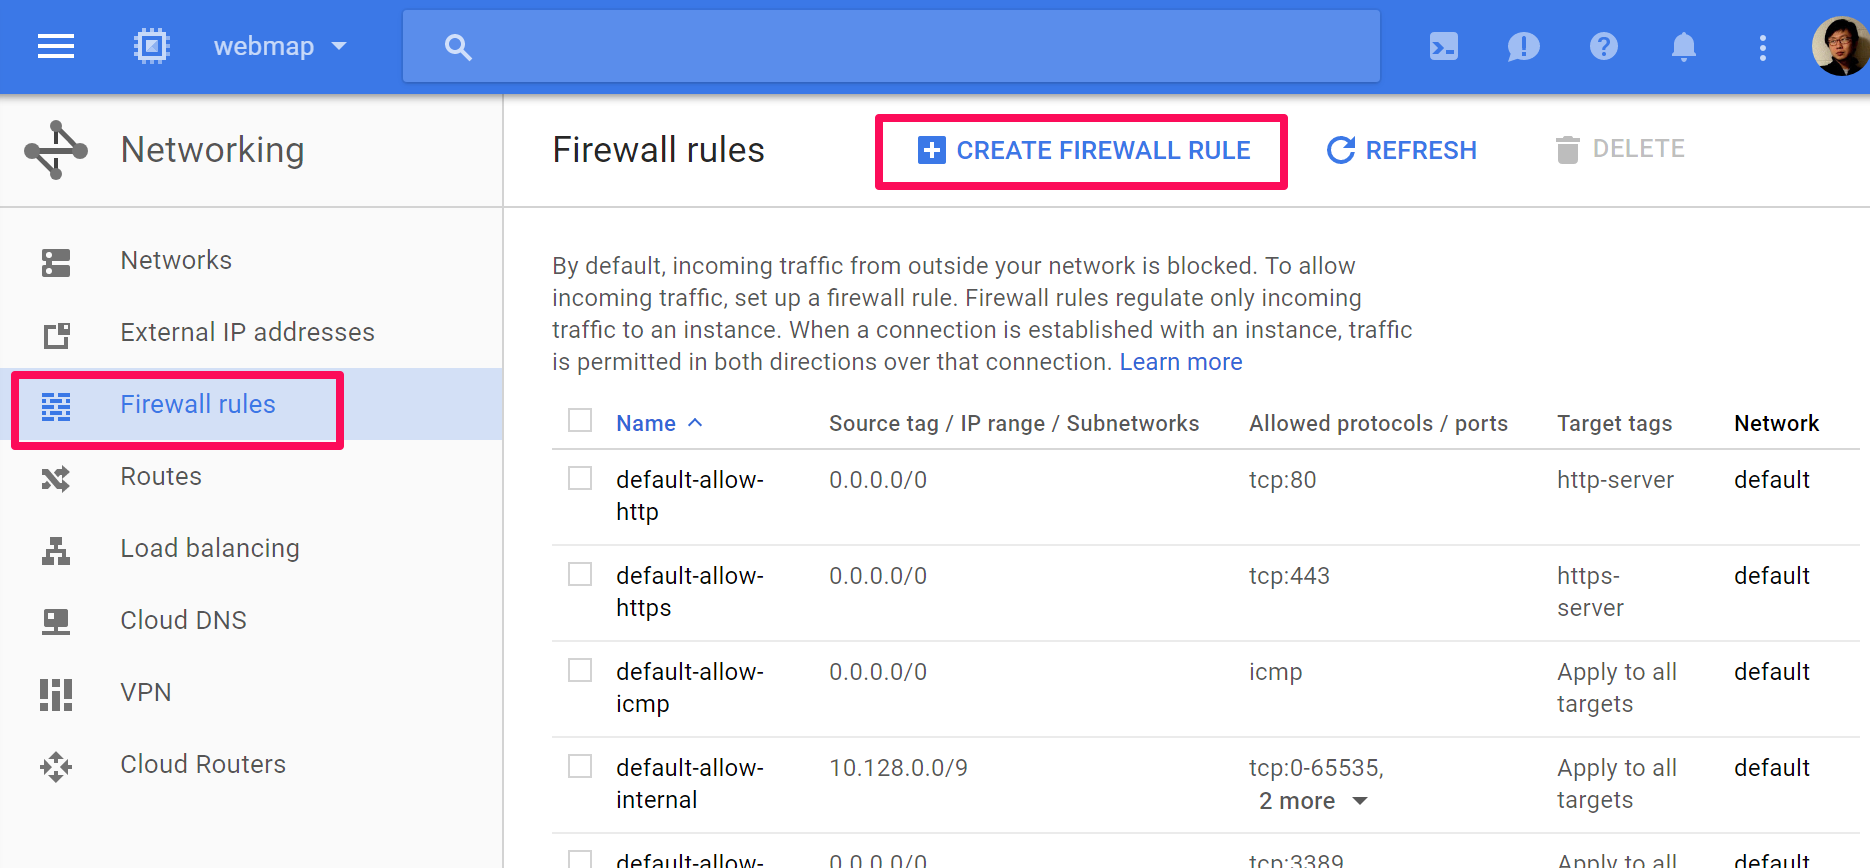 webmap
Networking
Firewall rules
CREATE FIREWALL RULE
REFRESH
DELETE
Networks
External IP addresses
Firewall rules
Routes
Load balancing
Cloud DNS
VPN
Cloud Routers
By default, incoming traffic from outside your network is blocked. To allow
incoming traffic, set up a firewall rule. Firewall rules regulate only incoming
traffic to an instance. When a connection is established with an instance, traffic
is permitted in both directions over that connection. Learn more
Name Source tag / IP range / Subnetworks Allowed protocols / ports Target tags Network
default-allow- 0.0.0.0/0 tcp:80 http-server default
http
default-allow- 0.0.0.0/0 tcp:443 https- default
https server
default-allow- 0.0.0.0/0 icmp Apply to all default
icmp targets
default-allow- 10.128.0.0/9 tcp:0-65535, Apply to all default
internal 2 more targets
default-allow- 0.0.0.0/0 tcp:3389 Apply to all default